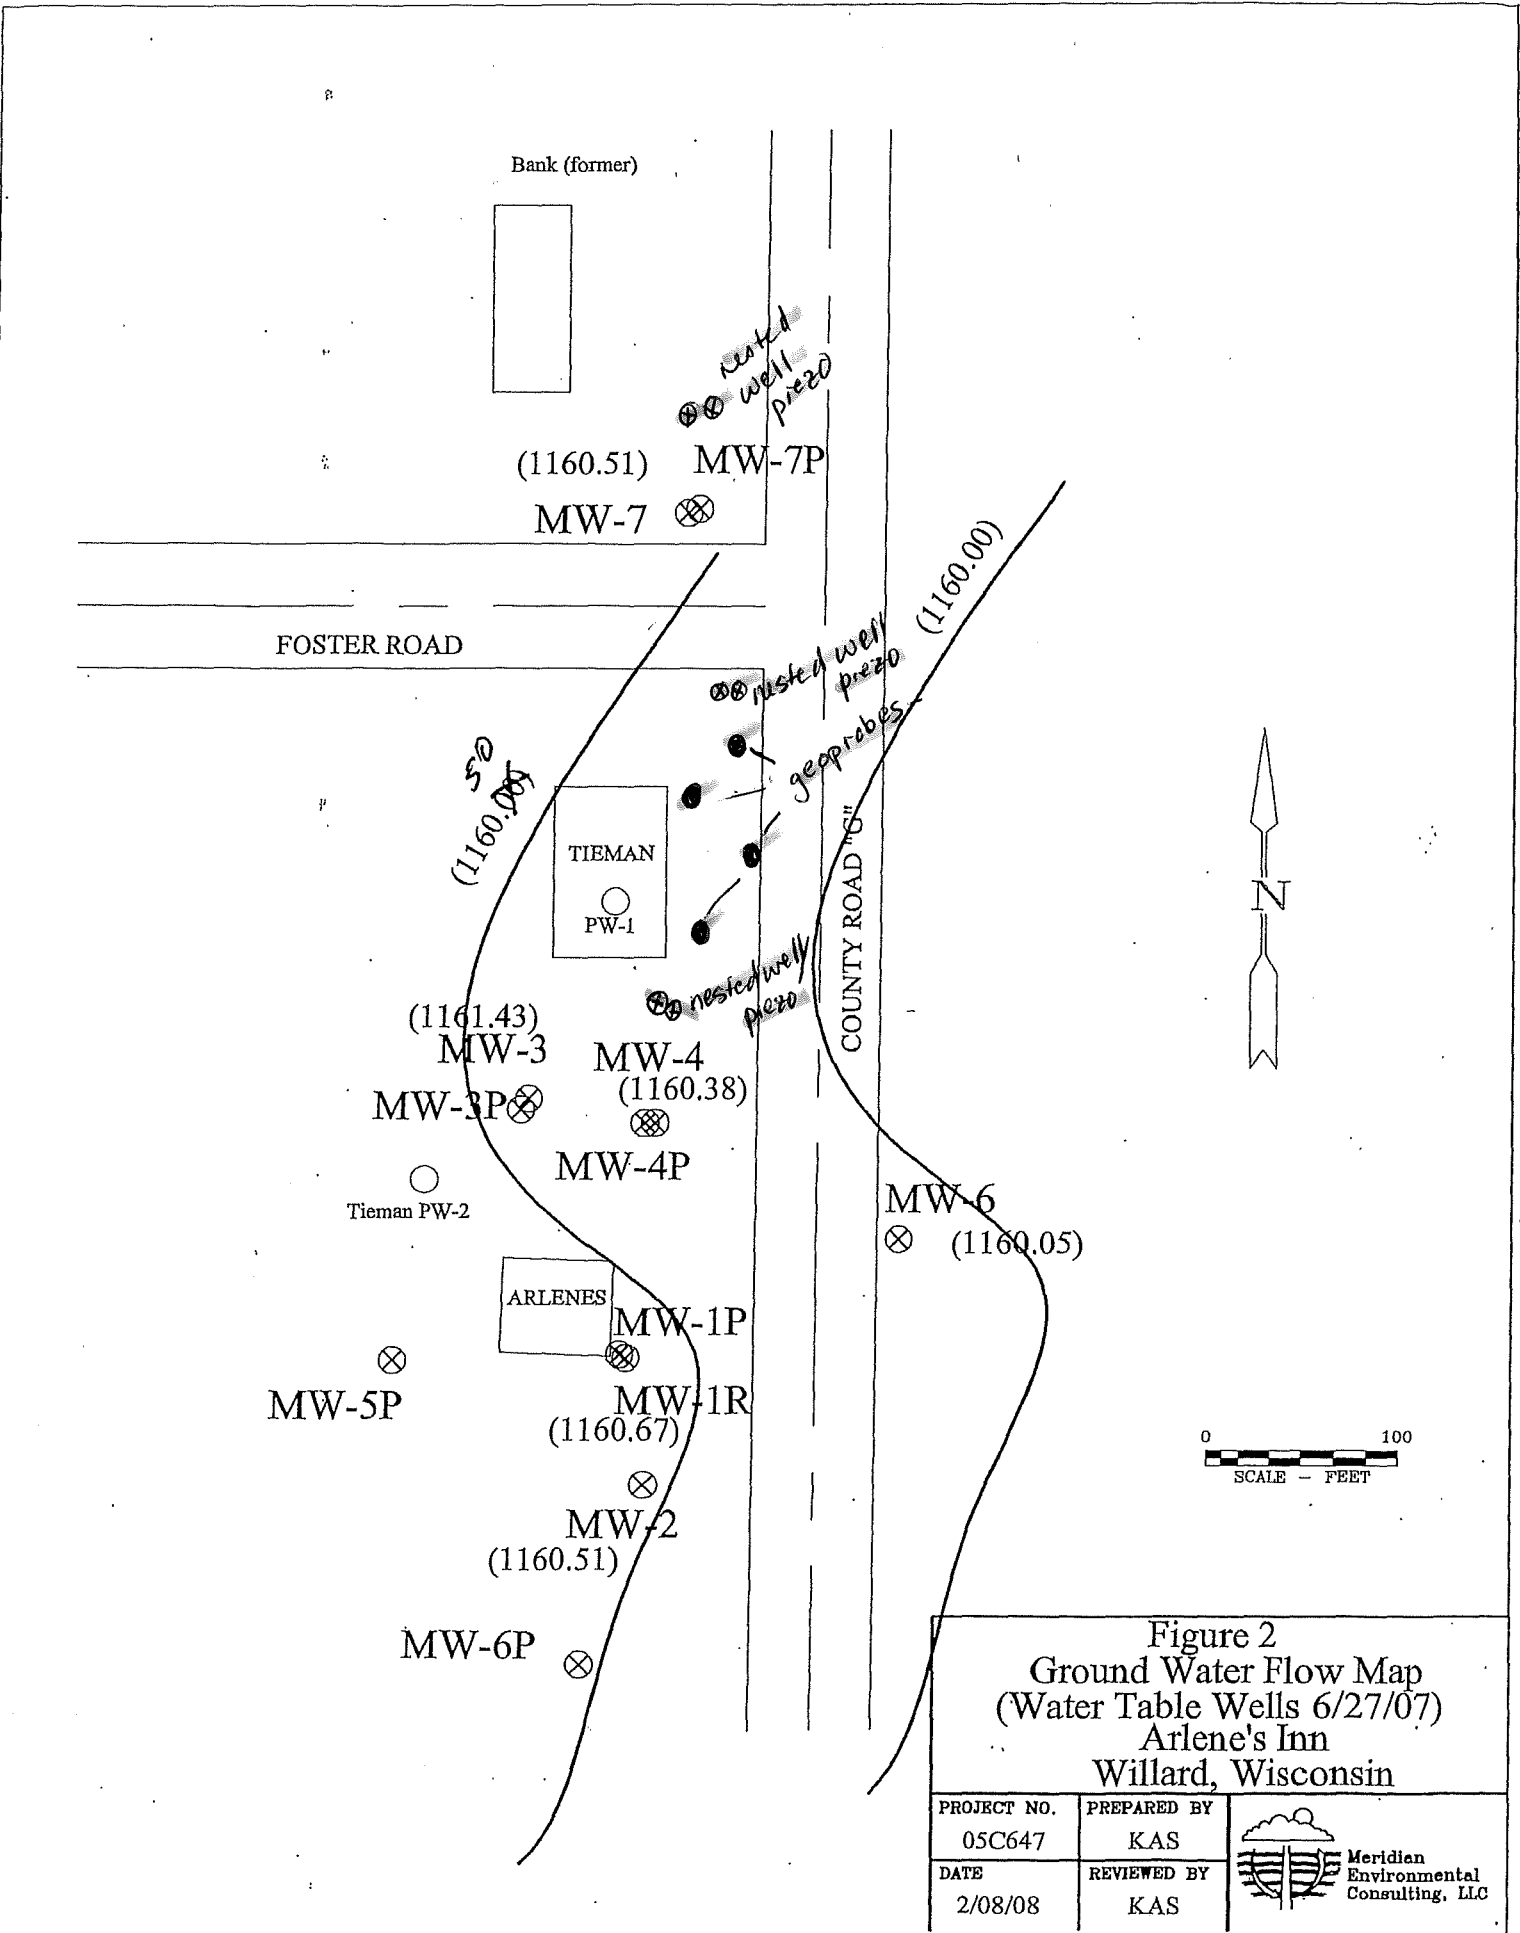 Bank (former)
nested
well
piezo
(1160.51)
MW-7P
MW-7
(1160.00)
FOSTER ROAD
nested well
piezo
geoprobes
50
(1160.00)
TIEMAN
PW-1
COUNTY ROAD "G"
nested well
piezo
(1161.43)
MW-3
MW-4
(1160.38)
MW-3P
MW-4P
Tieman PW-2
MW-6
(1160.05)
N
ARLENES
MW-1P
MW-5P
MW-1R
(1160.67)
MW-2
(1160.51)
MW-6P
0 100
SCALE - FEET
Figure 2
Ground Water Flow Map
(Water Table Wells 6/27/07)
Arlene's Inn
Willard, Wisconsin
PROJECT NO.
05C647
PREPARED BY
KAS
DATE
2/08/08
REVIEWED BY
KAS
Meridian
Environmental
Consulting, LLC